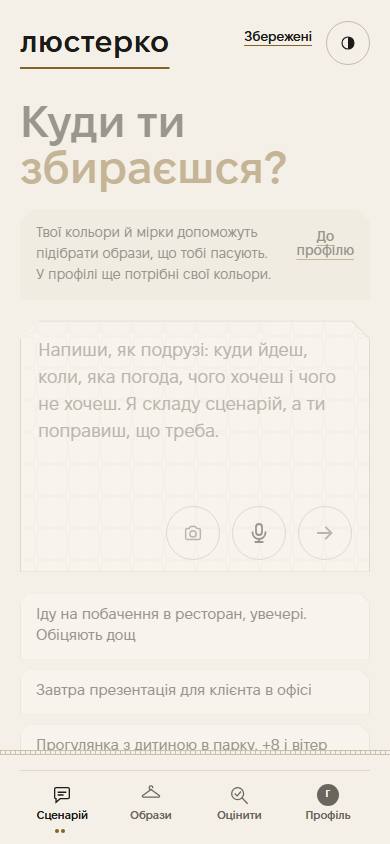 люстерко
Збережені
Куди ти
збираєшся?
Твої кольори й мірки допоможуть
підібрати образи, що тобі пасують.
У профілі ще потрібні свої кольори.
До
профілю
Напиши, як подрузі: куди йдеш,
коли, яка погода, чого хочеш і чого
не хочеш. Я складу сценарій, а ти
поправиш, що треба.
Іду на побачення в ресторан, увечері.
Обіцяють дощ
Завтра презентація для клієнта в офісі
Прогулянка з дитиною в парку, +8 і вітер
Сценарій
Образи
Оцінити
Г
Профіль